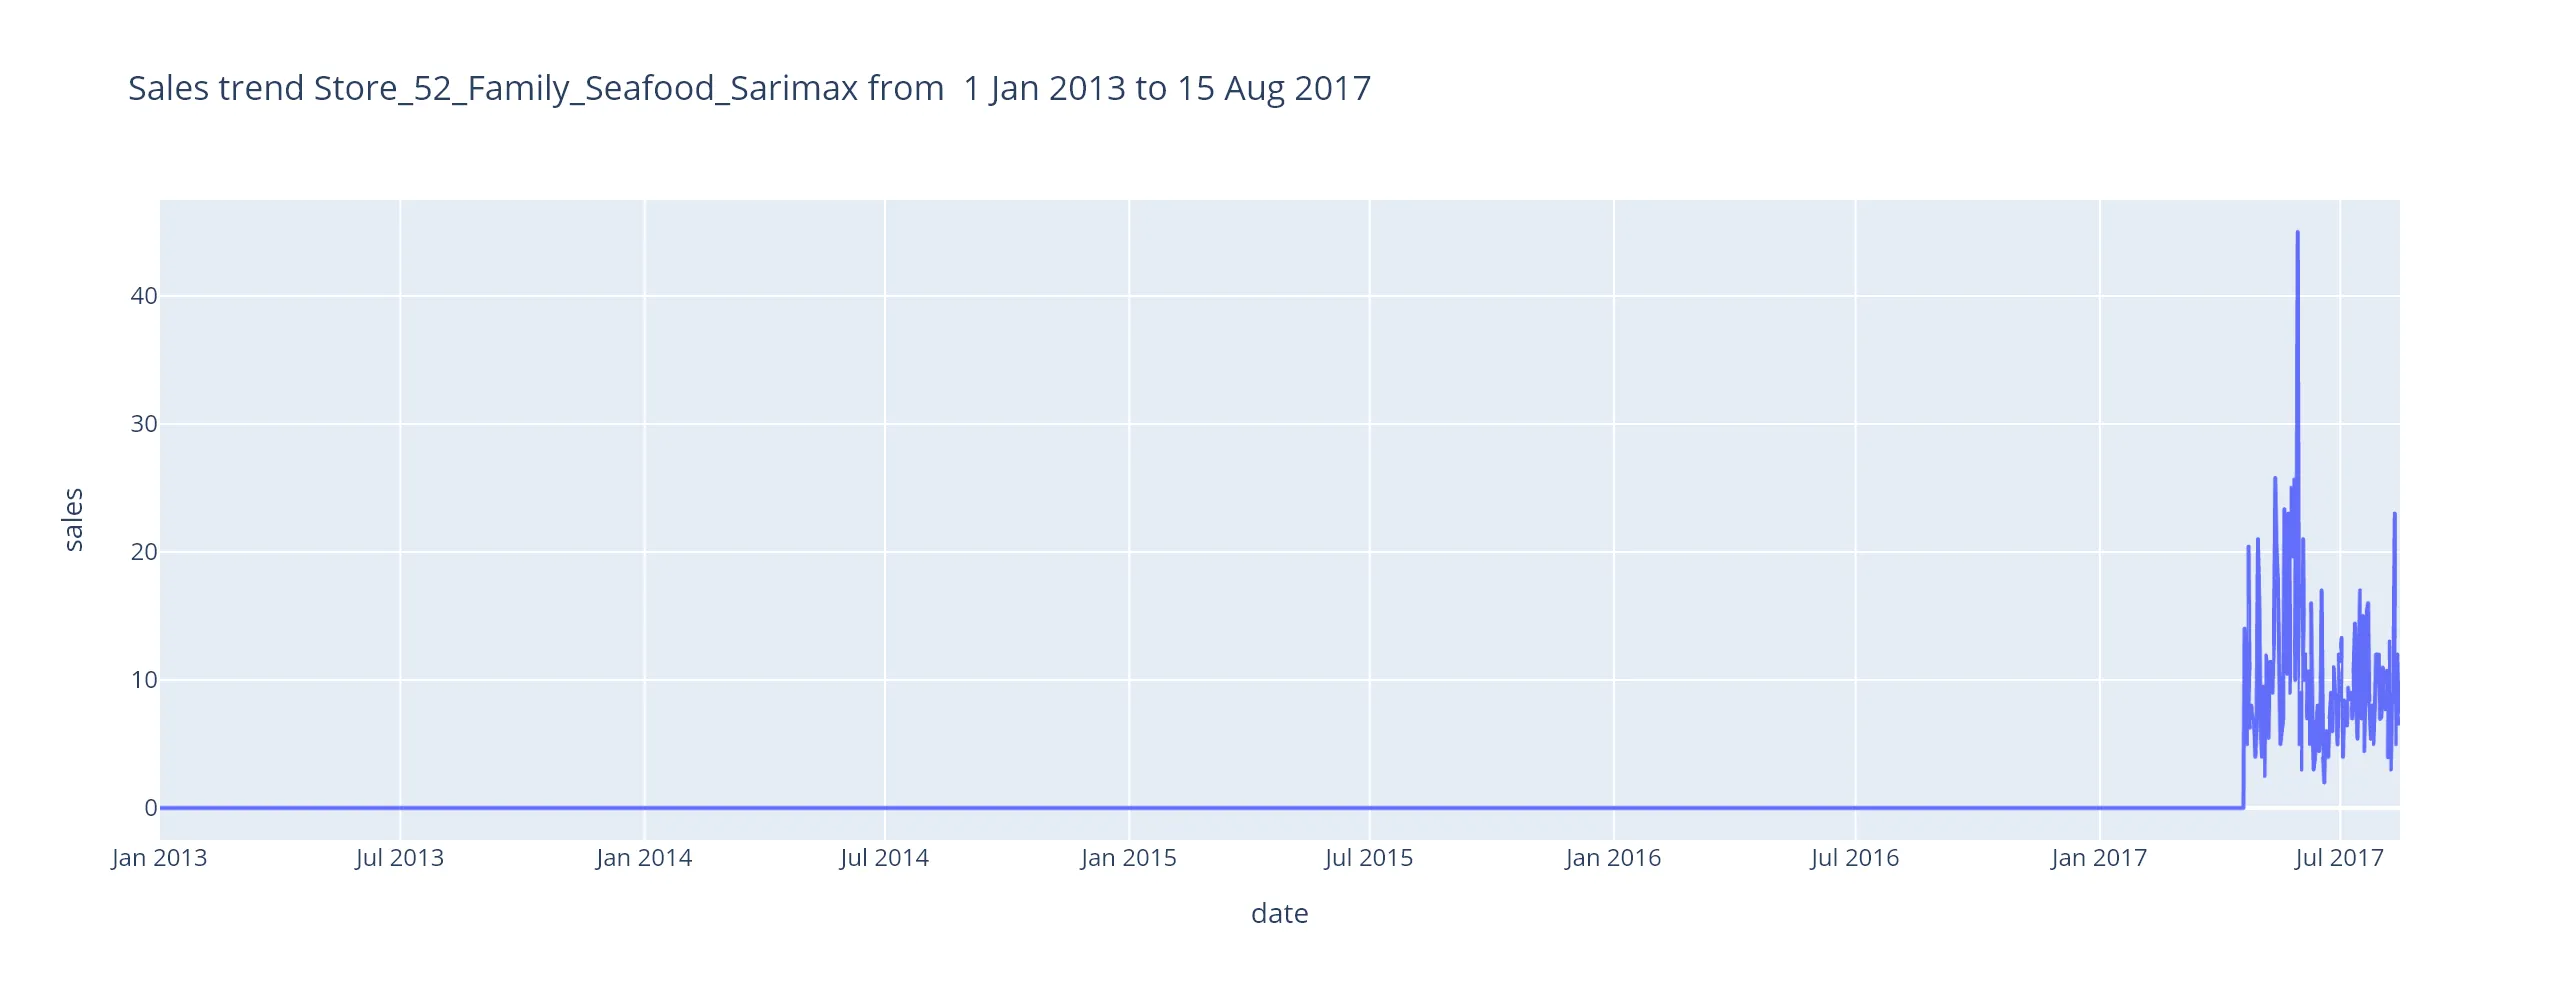 Sales trend Store_52_Family_Seafood_Sarimax from  1 Jan 2013 to 15 Aug 2017
sales
40
30
20
10
0
Jan 2013 Jul 2013 Jan 2014 Jul 2014 Jan 2015 Jul 2015 Jan 2016 Jul 2016 Jan 2017 Jul 2017
date